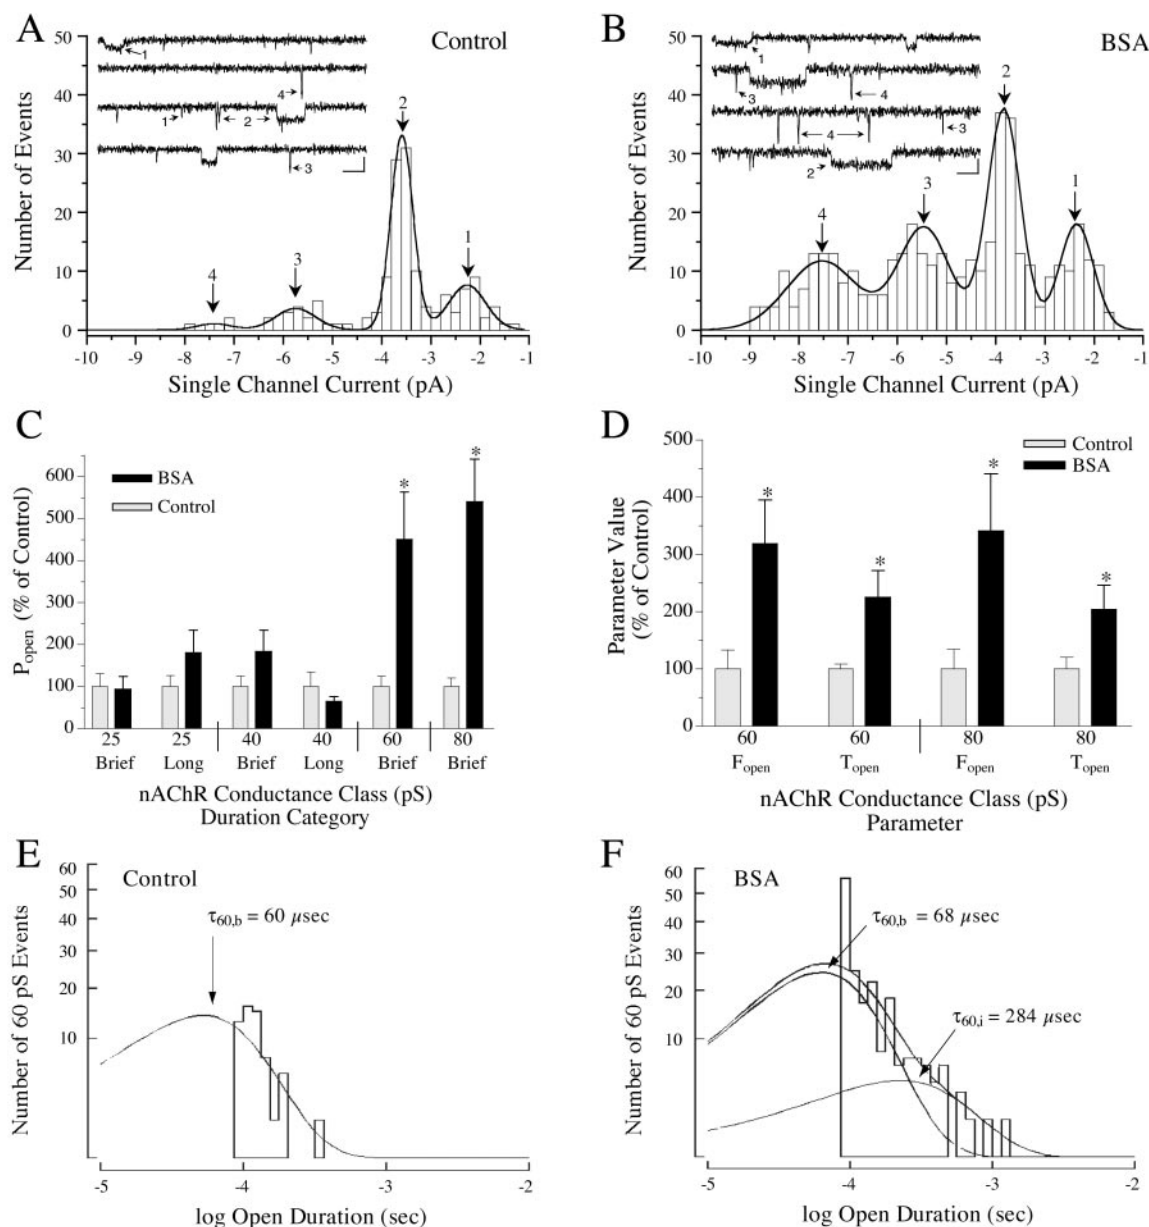 A
Control
Number of Events
50
40
30
20
10
0
1
4
1
2
3
4
3
2
1
-10 -9 -8 -7 -6 -5 -4 -3 -2 -1
Single Channel Current (pA)
B
BSA
Number of Events
50
40
30
20
10
0
1
3
4
4
3
2
4
3
2
1
-10 -9 -8 -7 -6 -5 -4 -3 -2 -1
Single Channel Current (pA)
C
BSA
Control
Popen (% of Control)
600
500
400
300
200
100
0
* *
25 25 40 40 60 80
Brief Long Brief Long Brief Brief
nAChR Conductance Class (pS)
Duration Category
D
Control
BSA
Parameter Value
(% of Control)
500
400
300
200
100
0
* * * *
60 60 80 80
Fopen Topen Fopen Topen
nAChR Conductance Class (pS)
Parameter
E
Control
Number of 60 pS Events
60
50
40
30
20
10
τ60,b = 60 μsec
-5 -4 -3 -2
log Open Duration (sec)
F
BSA
Number of 60 pS Events
60
50
40
30
20
10
τ60,b = 68 μsec
τ60,i = 284 μsec
-5 -4 -3 -2
log Open Duration (sec)